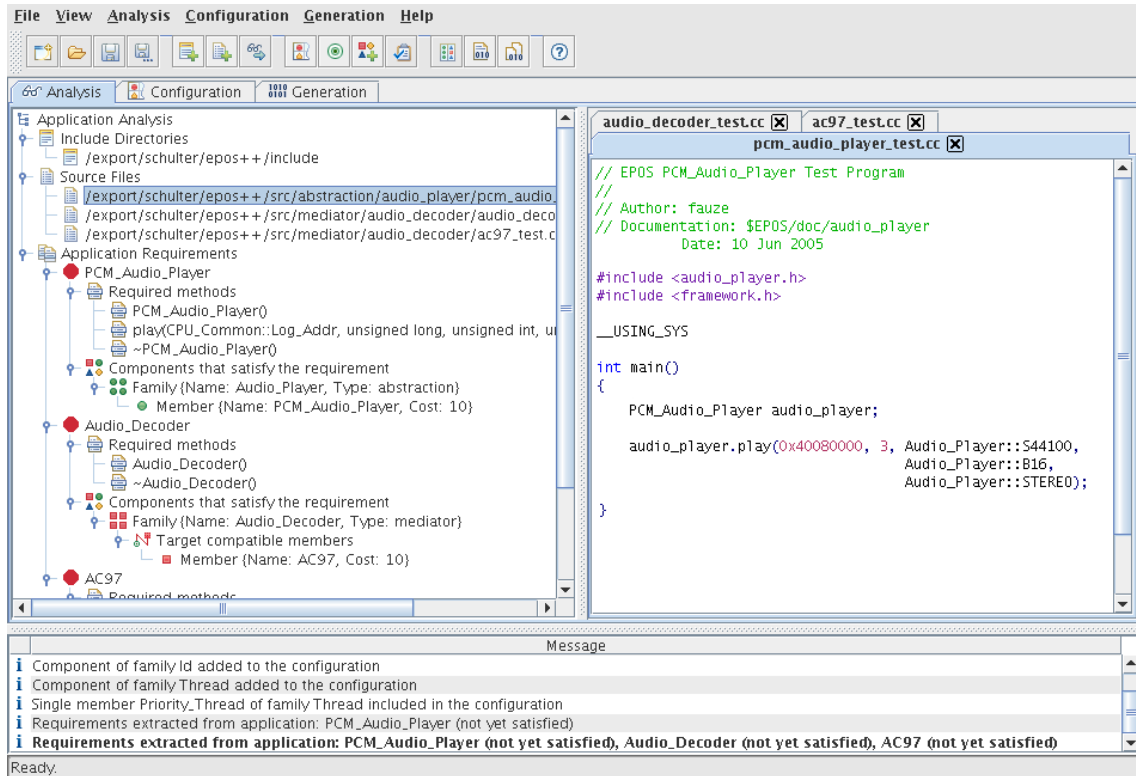 File View Analysis Configuration Generation Help
Analysis Configuration Generation
Application Analysis
Include Directories
/export/schulter/epos++/include
Source Files
/export/schulter/epos++/src/abstraction/audio_player/pcm_audio_
/export/schulter/epos++/src/mediator/audio_decoder/audio_deco
/export/schulter/epos++/src/mediator/audio_decoder/ac97_test.c
Application Requirements
PCM_Audio_Player
Required methods
PCM_Audio_Player()
play(CPU_Common::Log_Addr, unsigned long, unsigned int, u
~PCM_Audio_Player()
Components that satisfy the requirement
Family {Name: Audio_Player, Type: abstraction}
Member {Name: PCM_Audio_Player, Cost: 10}
Audio_Decoder
Required methods
Audio_Decoder()
~Audio_Decoder()
Components that satisfy the requirement
Family {Name: Audio_Decoder, Type: mediator}
Target compatible members
Member {Name: AC97, Cost: 10}
AC97
Required methods
audio_decoder_test.cc ac97_test.cc
pcm_audio_player_test.cc
// EPOS PCM_Audio_Player Test Program
//
// Author: fauze
// Documentation: $EPOS/doc/audio_player
Date: 10 Jun 2005
#include <audio_player.h>
#include <framework.h>
__USING_SYS
int main()
{
PCM_Audio_Player audio_player;
audio_player.play(0x40080000, 3, Audio_Player::S44100,
Audio_Player::B16,
Audio_Player::STEREO);
}
Message
Component of family Id added to the configuration
Component of family Thread added to the configuration
Single member Priority_Thread of family Thread included in the configuration
Requirements extracted from application: PCM_Audio_Player (not yet satisfied)
Requirements extracted from application: PCM_Audio_Player (not yet satisfied), Audio_Decoder (not yet satisfied), AC97 (not yet satisfied)
Ready.